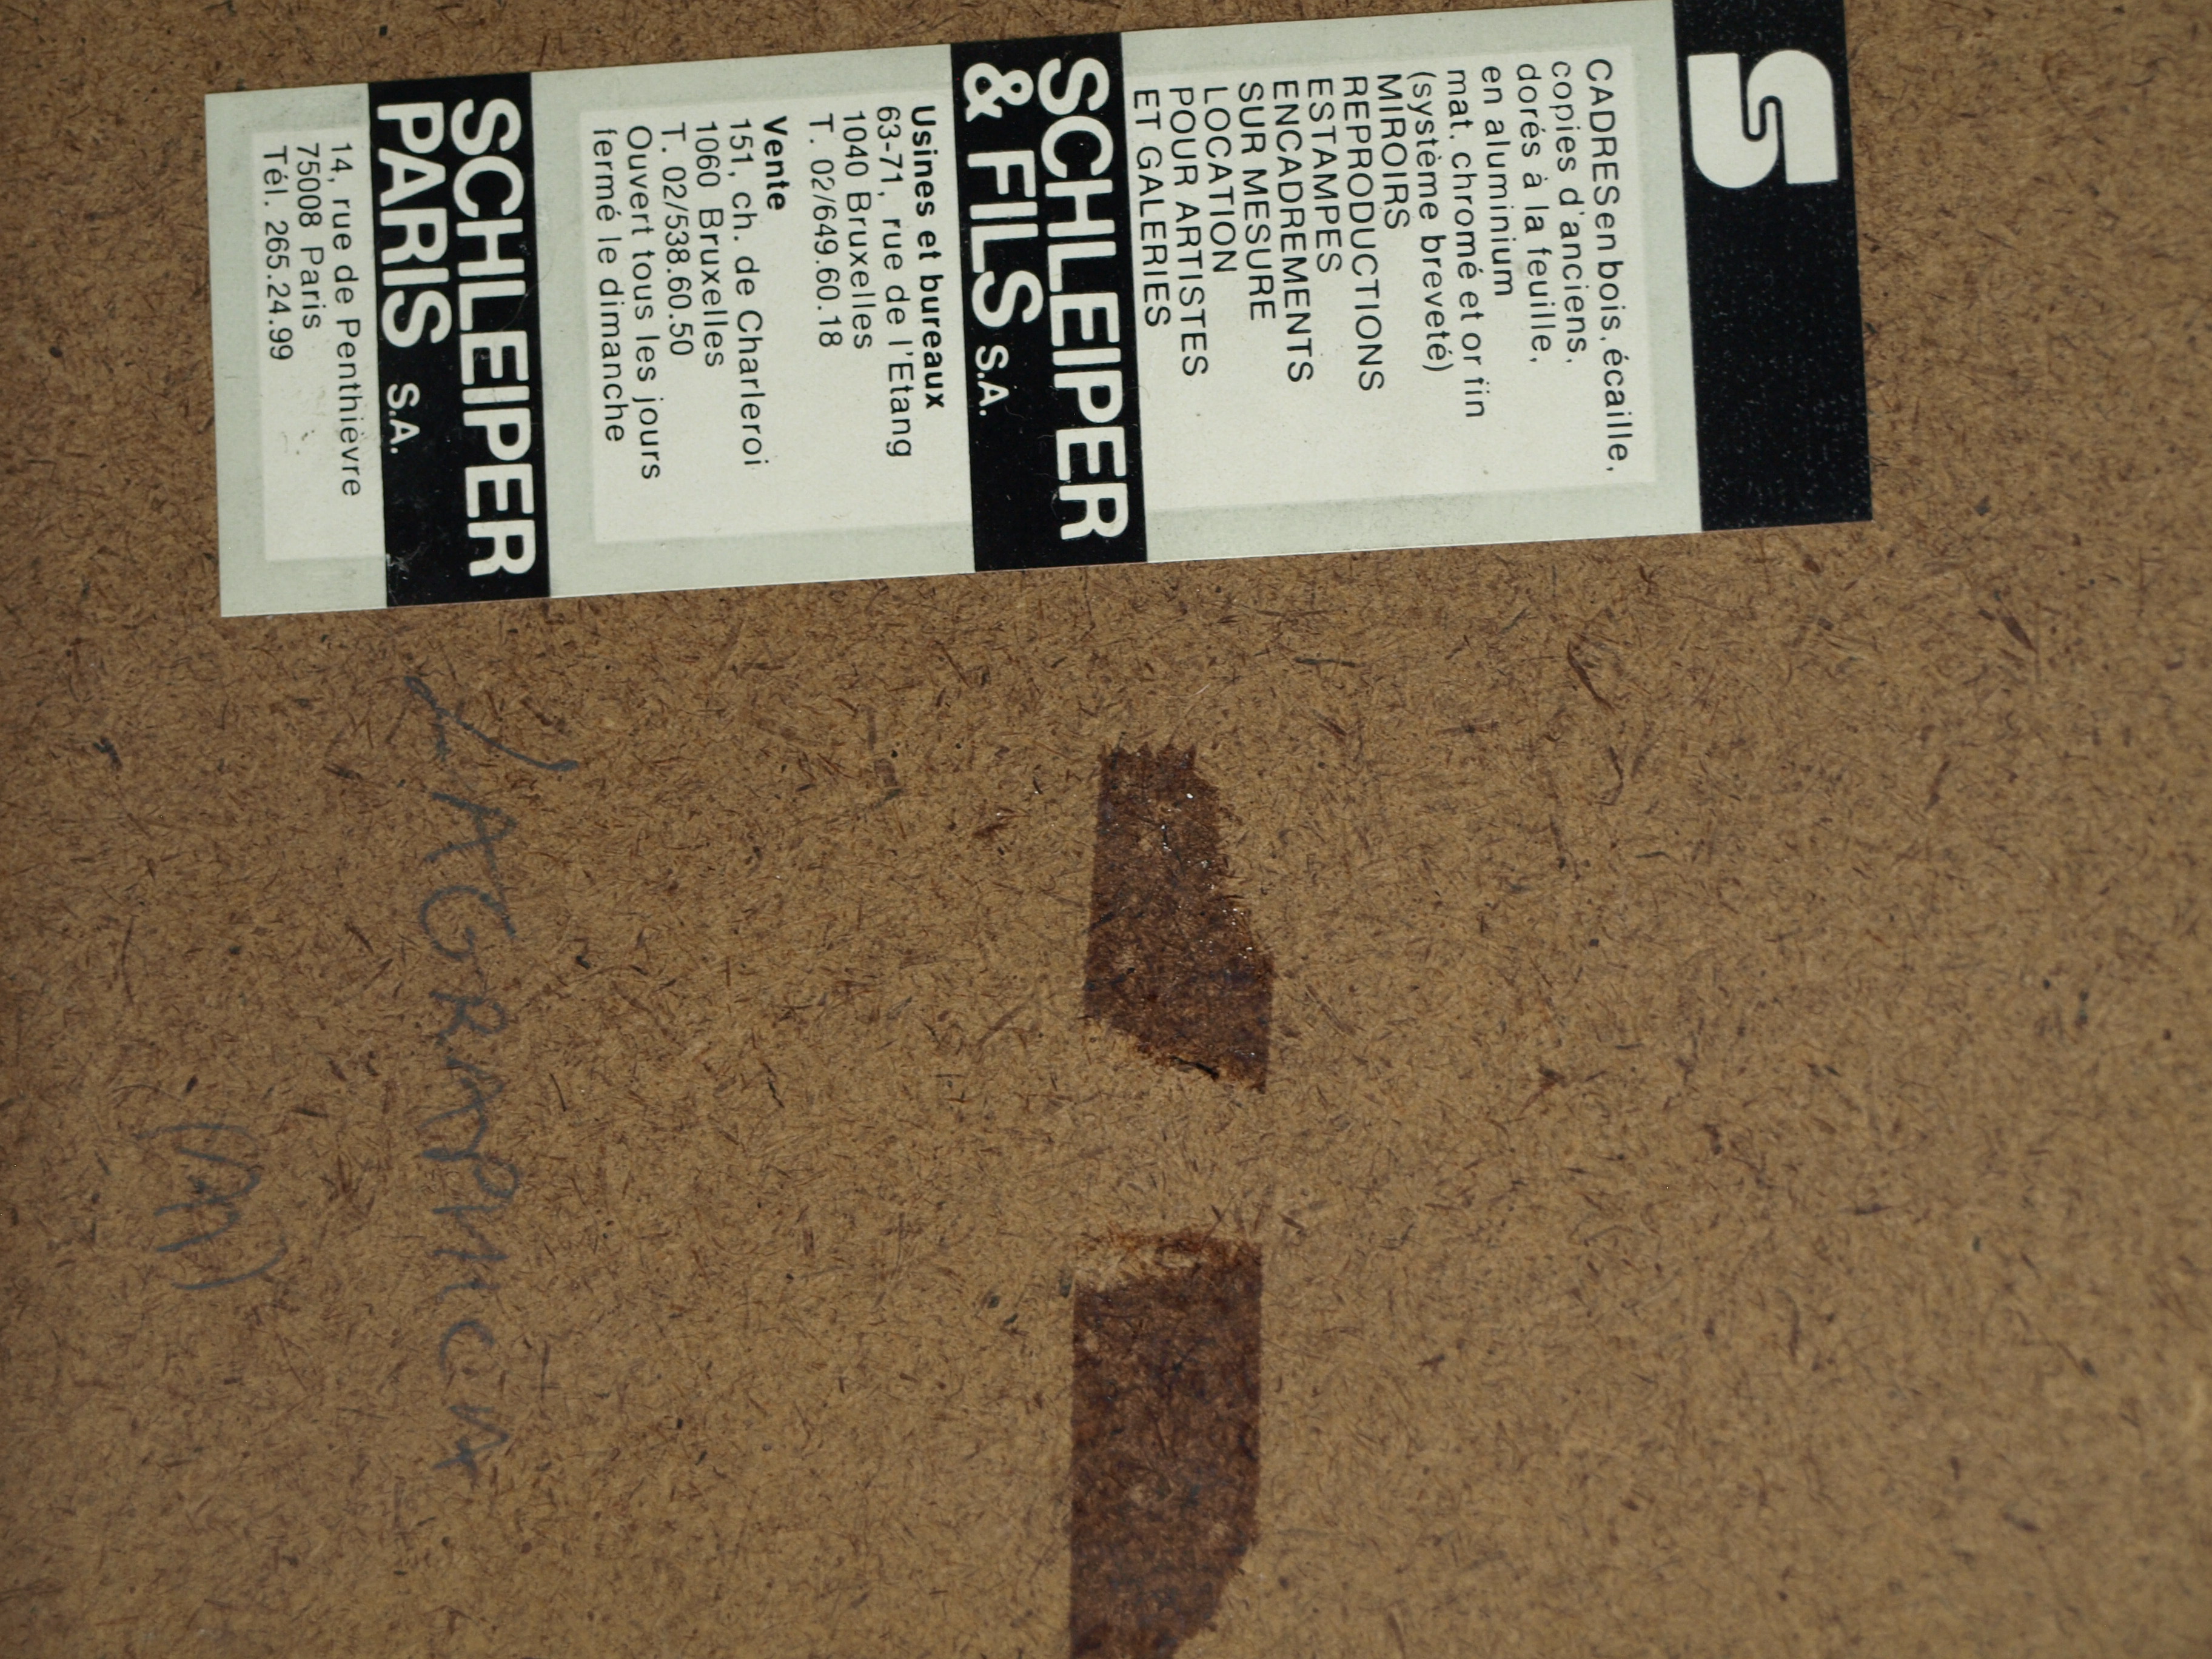 S
CADRES en bois, écaille,
copies d'anciens,
dorés à la feuille,
en aluminium
mat, chromé et or fin
(système breveté)
MIROIRS
REPRODUCTIONS
ESTAMPES
ENCADREMENTS
SUR MESURE
LOCATION
POUR ARTISTES
ET GALERIES
SCHLEIPER
& FILS S.A.
Usines et bureaux
63-71, rue de l'Etang
1040 Bruxelles
T. 02/649.60.18
Vente
151, ch. de Charleroi
1060 Bruxelles
T. 02/538.60.50
Ouvert tous les jours
fermé le dimanche
SCHLEIPER
PARIS S.A.
14, rue de Penthièvre
75008 Paris
Tél. 265.24.99